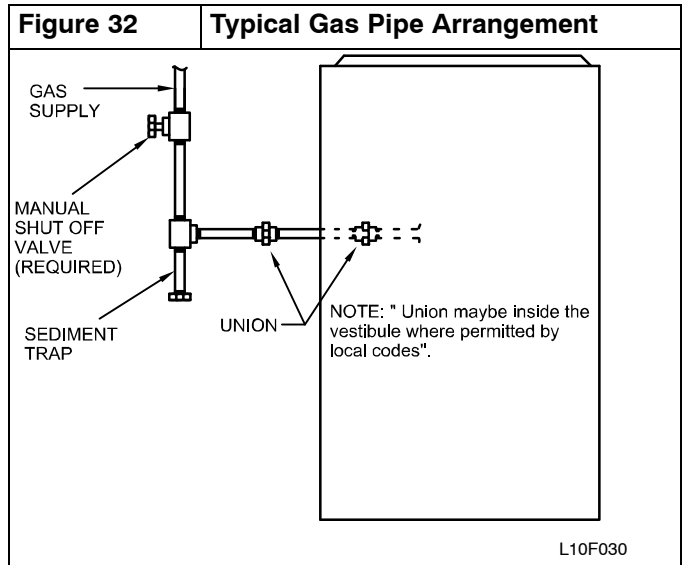 Figure 32
Typical Gas Pipe Arrangement
GAS
SUPPLY
MANUAL
SHUT OFF
VALVE
(REQUIRED)
SEDIMENT
TRAP
UNION
NOTE: " Union maybe inside the
vestibule where permitted by
local codes".
L10F030